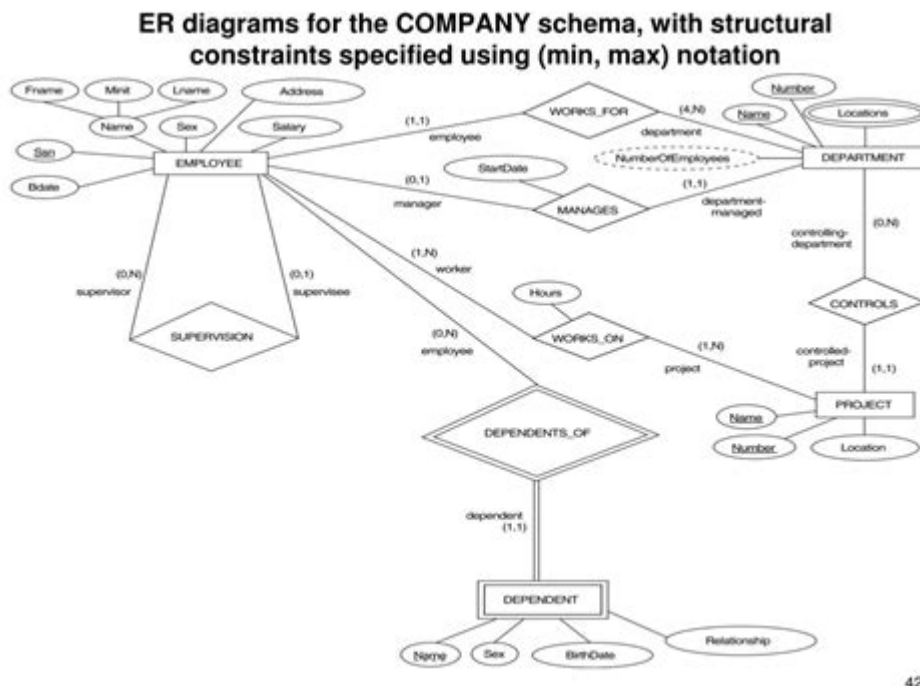 ER diagrams for the COMPANY schema, with structural
constraints specified using (min, max) notation
Fname
Minit
Lname
Address
Name
Sex
Salary
Ssn
Bdate
EMPLOYEE
(1,1)
employee
WORKS_FOR
(4,N)
department
Number
Name
Locations
NumberOfEmployees
DEPARTMENT
StartDate
(0,1)
manager
MANAGES
(1,1)
department-
managed
(0,N)
controlling-
department
(0,N)
supervisor
(0,1)
supervisee
SUPERVISION
(1,N)
worker
Hours
WORKS_ON
(1,N)
project
CONTROLS
controlled-
project
(1,1)
(0,N)
employee
PROJECT
Name
Number
Location
DEPENDENTS_OF
dependent
(1,1)
DEPENDENT
Name
Sex
BirthDate
Relationship
42